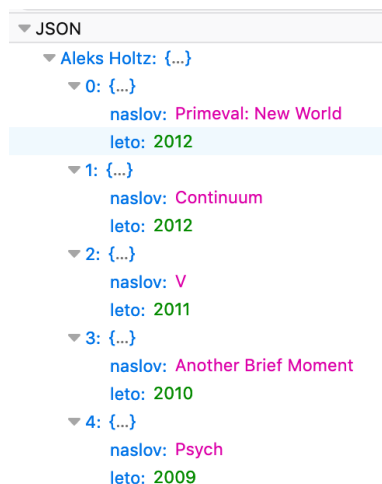 JSON
Aleks Holtz: {…}
0: {…}
naslov: Primeval: New World
leto: 2012
1: {…}
naslov: Continuum
leto: 2012
2: {…}
naslov: V
leto: 2011
3: {…}
naslov: Another Brief Moment
leto: 2010
4: {…}
naslov: Psych
leto: 2009